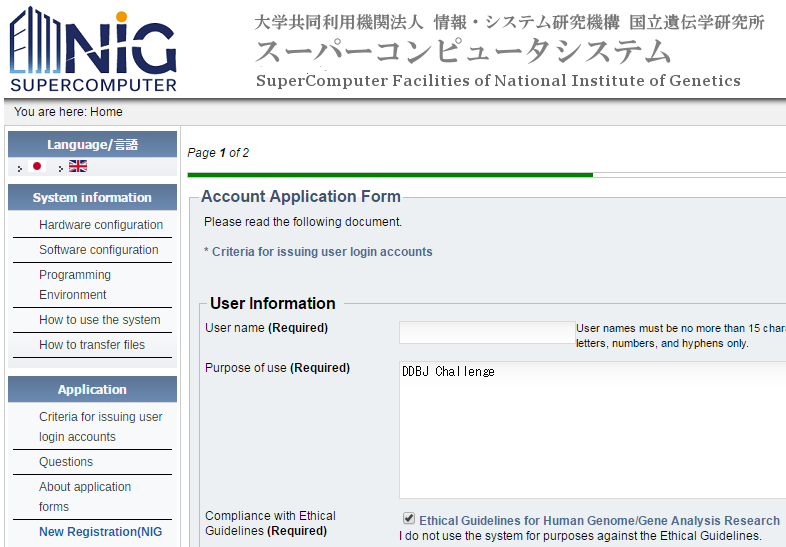 NIG
SUPERCOMPUTER
大学共同利用機関法人 情報・システム研究機構 国立遺伝学研究所
スーパーコンピュータシステム
SuperComputer Facilities of National Institute of Genetics
You are here: Home
Language/言語
System information
Hardware configuration
Software configuration
Programming
Environment
How to use the system
How to transfer files
Application
Criteria for issuing user
login accounts
Questions
About application
forms
New Registration(NIG
Page 1 of 2
Account Application Form
Please read the following document.
* Criteria for issuing user login accounts
User Information
User name (Required)
User names must be no more than 15 chara
letters, numbers, and hyphens only.
Purpose of use (Required)
DDBJ Challenge
Compliance with Ethical
Guidelines (Required)
Ethical Guidelines for Human Genome/Gene Analysis Research
I do not use the system for purposes against the Ethical Guidelines.